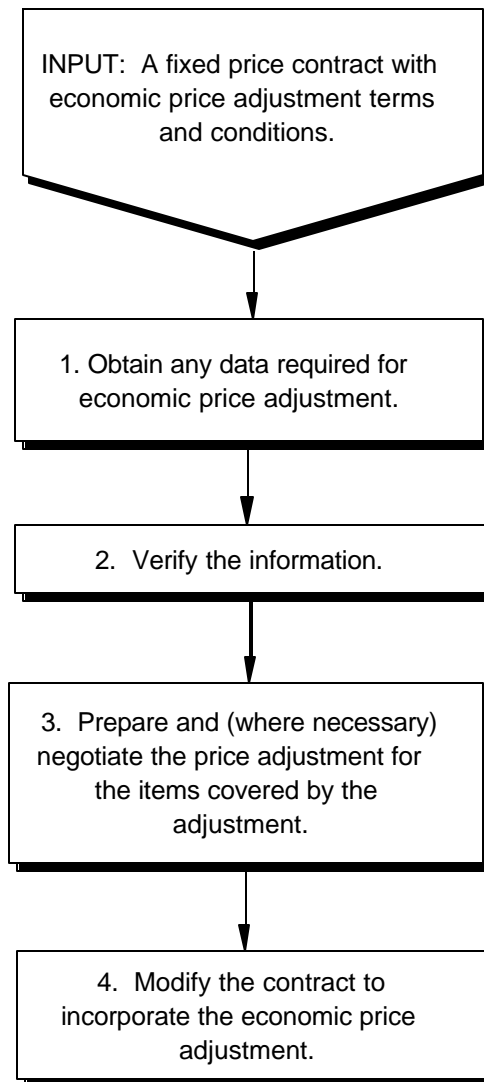 INPUT:  A fixed price contract with
economic price adjustment terms
and conditions.
1. Obtain any data required for
economic price adjustment.
2.  Verify the information.
3.  Prepare and (where necessary)
negotiate the price adjustment for
the items covered by the
adjustment.
4.  Modify the contract to
incorporate the economic price
adjustment.